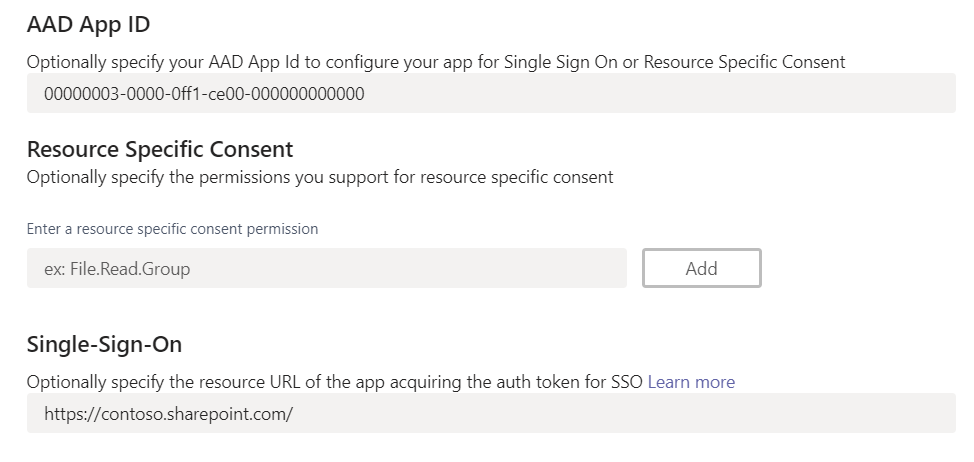 AAD App ID
Optionally specify your AAD App Id to configure your app for Single Sign On or Resource Specific Consent
00000003-0000-0ff1-ce00-000000000000
Resource Specific Consent
Optionally specify the permissions you support for resource specific consent
Enter a resource specific consent permission
ex: File.Read.Group
Add
Single-Sign-On
Optionally specify the resource URL of the app acquiring the auth token for SSO Learn more
https://contoso.sharepoint.com/